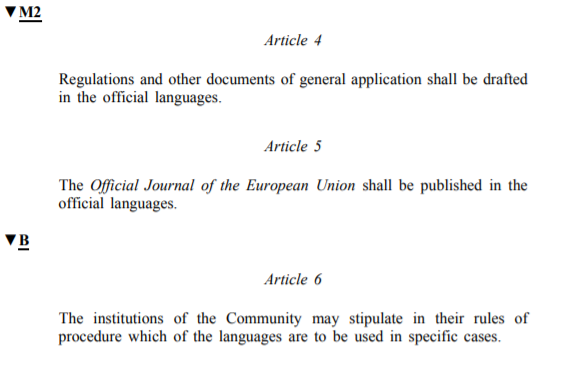 ▼M2
Article 4
Regulations and other documents of general application shall be drafted
in the official languages.
Article 5
The Official Journal of the European Union shall be published in the
official languages.
▼B
Article 6
The institutions of the Community may stipulate in their rules of
procedure which of the languages are to be used in specific cases.